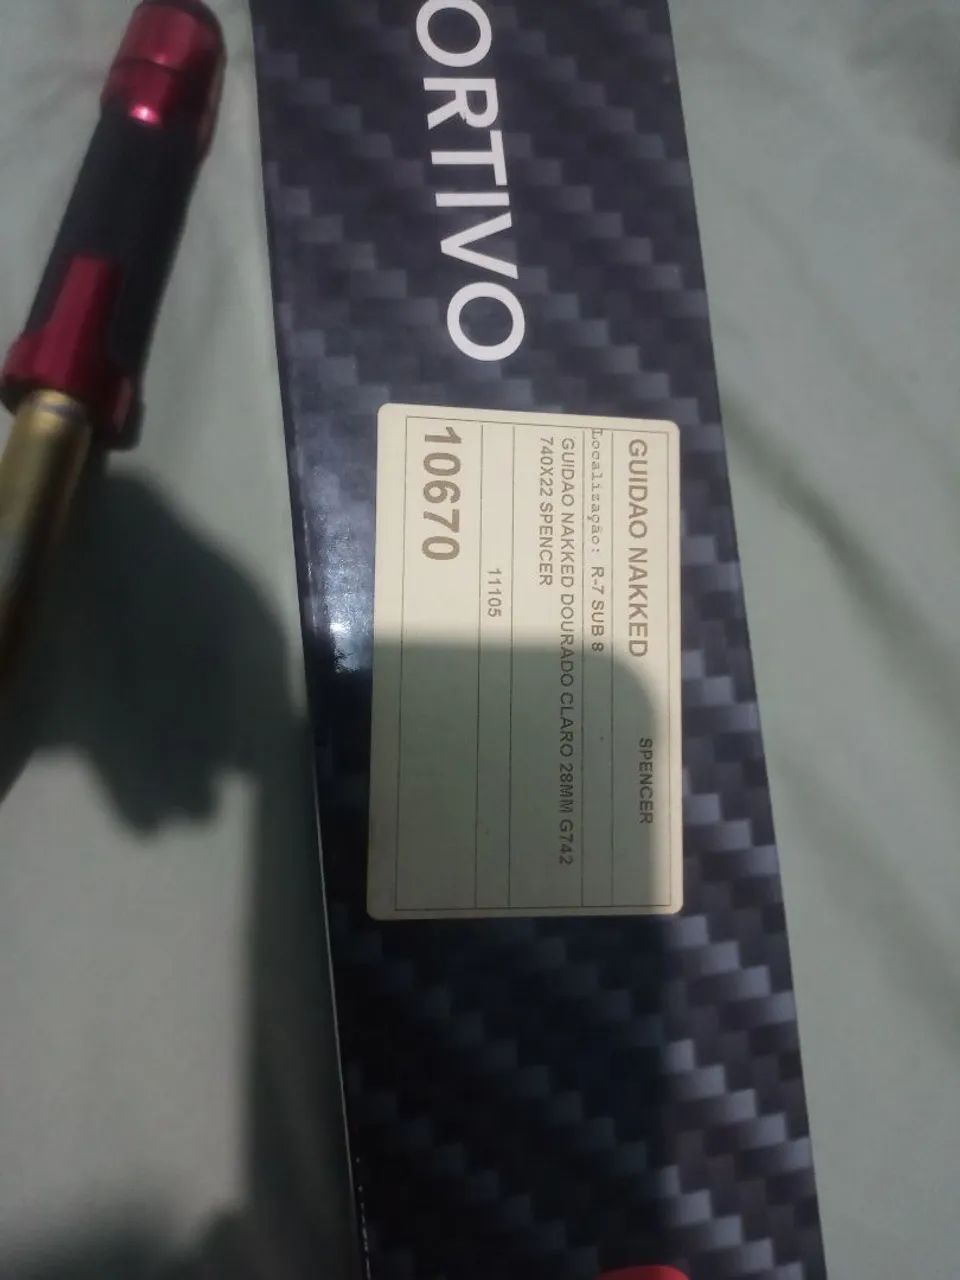 ORTIVO
GUIDAO NAKKED SPENCER
Localização: R-7 SUB 8
GUIDAO NAKKED DOURADO CLARO 28MM G742
740X22 SPENCER
11105
10670